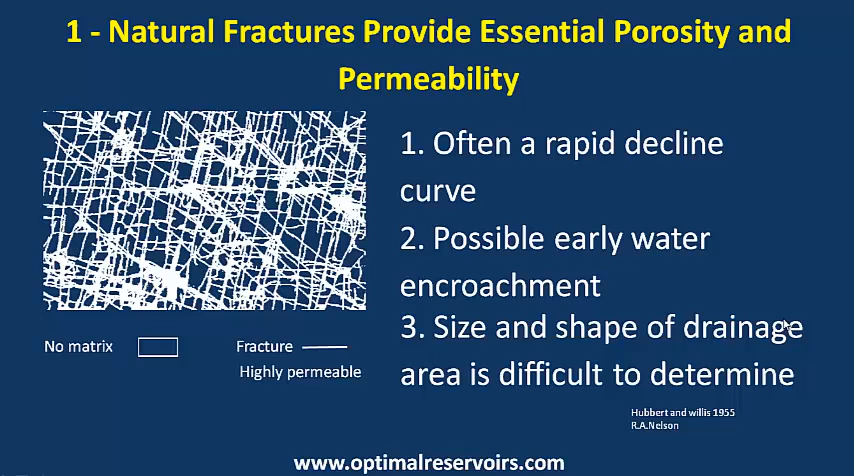 1 - Natural Fractures Provide Essential Porosity and
Permeability
1. Often a rapid decline
curve
2. Possible early water
encroachment
3. Size and shape of drainage
area is difficult to determine
No matrix
Fracture
Highly permeable
Hubbert and willis 1955
R.A.Nelson
www.optimalreservoirs.com